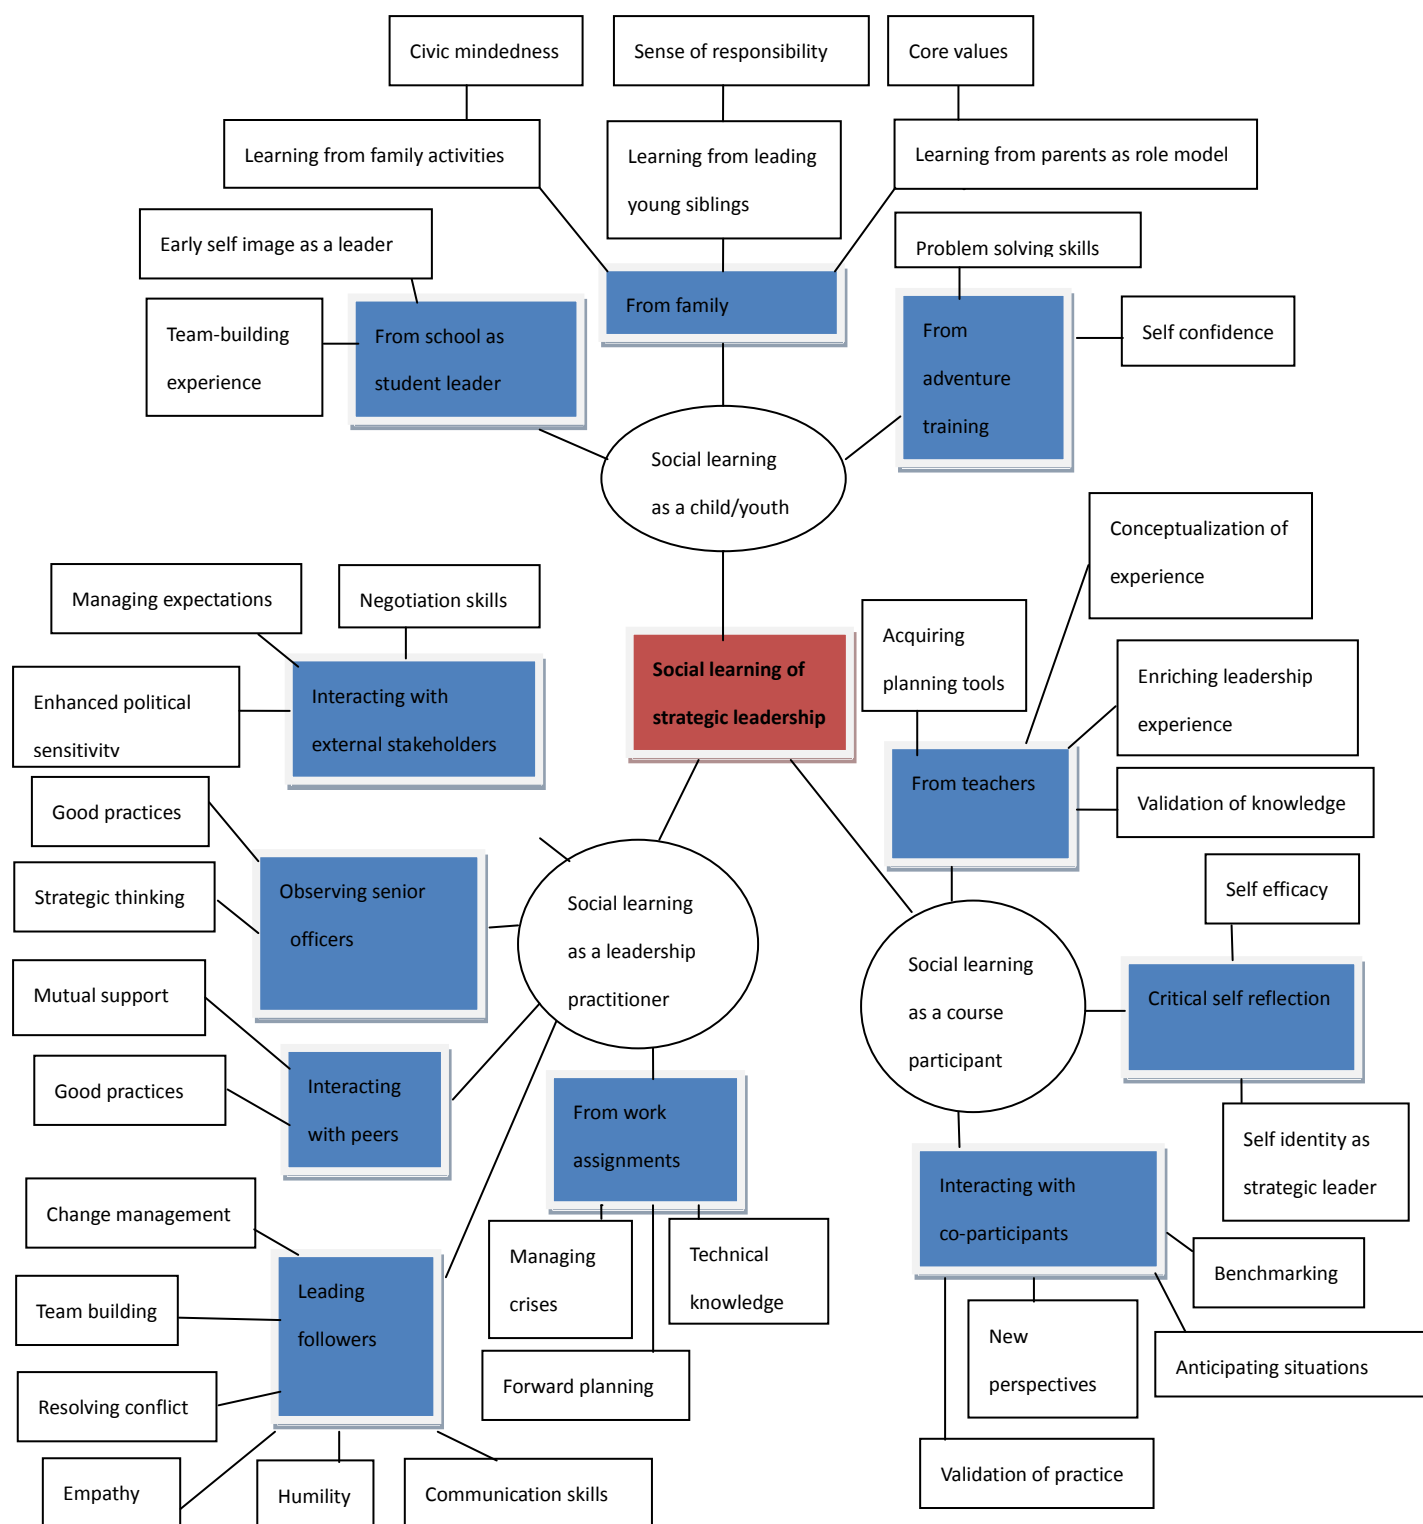 Civic mindedness
Sense of responsibility
Core values
Learning from family activities
Learning from leading
young siblings
Learning from parents as role model
Early self image as a leader
Problem solving skills
From family
Team-building
experience
From school as
student leader
From
adventure
training
Self confidence
Social learning
as a child/youth
Conceptualization of
experience
Managing expectations
Negotiation skills
Acquiring
planning tools
Social learning of
strategic leadership
Enriching leadership
experience
Enhanced political
sensitivity
Interacting with
external stakeholders
From teachers
Validation of knowledge
Good practices
Strategic thinking
Observing senior
officers
Social learning
as a leadership
practitioner
Self efficacy
Social learning
as a course
participant
Critical self reflection
Mutual support
Good practices
Interacting
with peers
From work
assignments
Self identity as
strategic leader
Interacting with
co-participants
Change management
Managing
crises
Technical
knowledge
Benchmarking
Leading
followers
Team building
New
perspectives
Anticipating situations
Forward planning
Resolving conflict
Validation of practice
Empathy
Humility
Communication skills